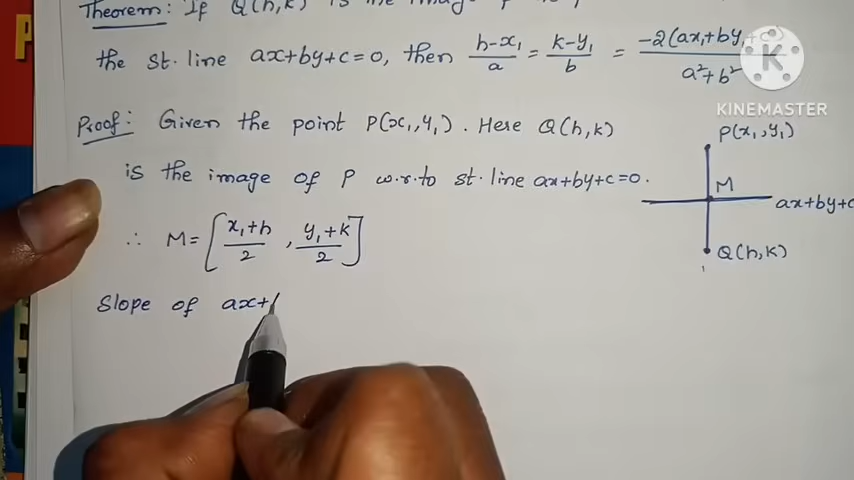 Theorem: If Q(h,k) is the image
the st. line ax+by+c=0, then (h-x₁)/a = (k-y₁)/b = -2(ax₁+by₁+c)/(a²+b²)
KINEMASTER
Proof: Given the point P(x₁,y₁). Here Q(h,k)
P(x₁,y₁)
is the image of P w.r.to st. line ax+by+c=0.
M
ax+by+c
∴ M = [(x₁+h)/2, (y₁+k)/2]
Q(h,k)
Slope of ax+